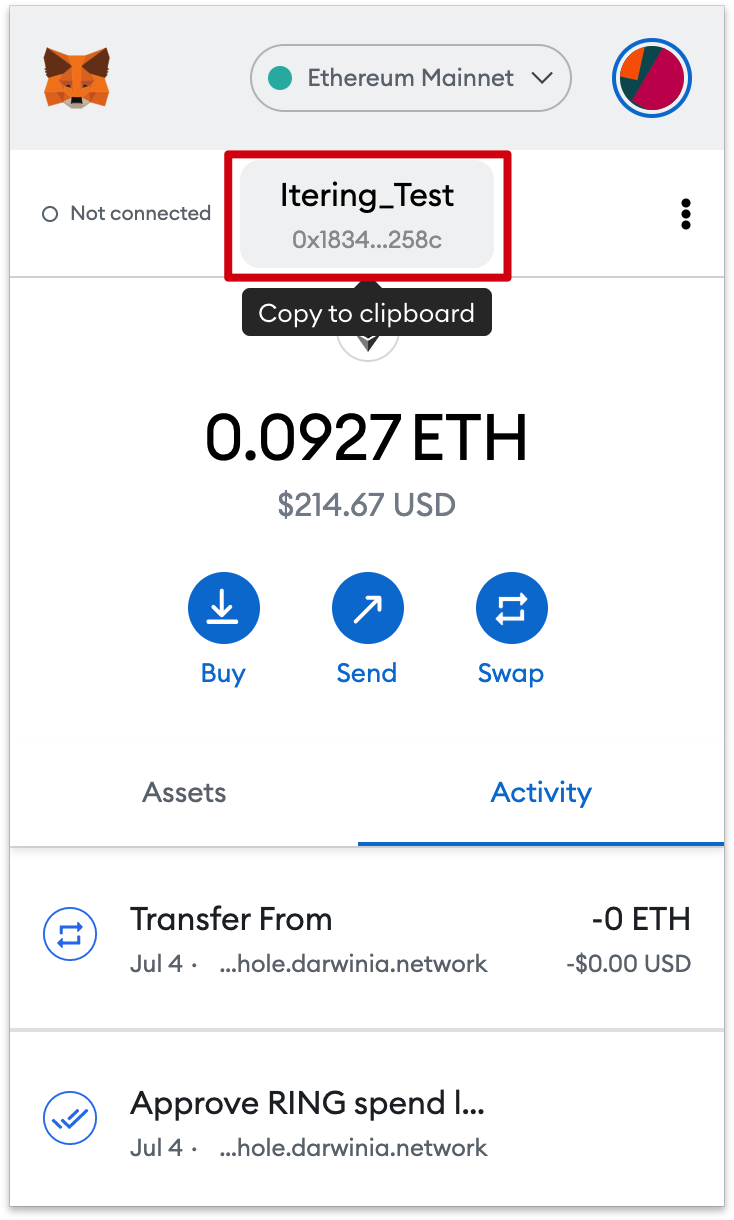 Ethereum Mainnet
Not connected
Itering_Test
0x1834...258c
Copy to clipboard
0.0927 ETH
$214.67 USD
Buy
Send
Swap
Assets
Activity
Transfer From
-0 ETH
Jul 4 · ...hole.darwinia.network
-$0.00 USD
Approve RING spend l...
Jul 4 · ...hole.darwinia.network